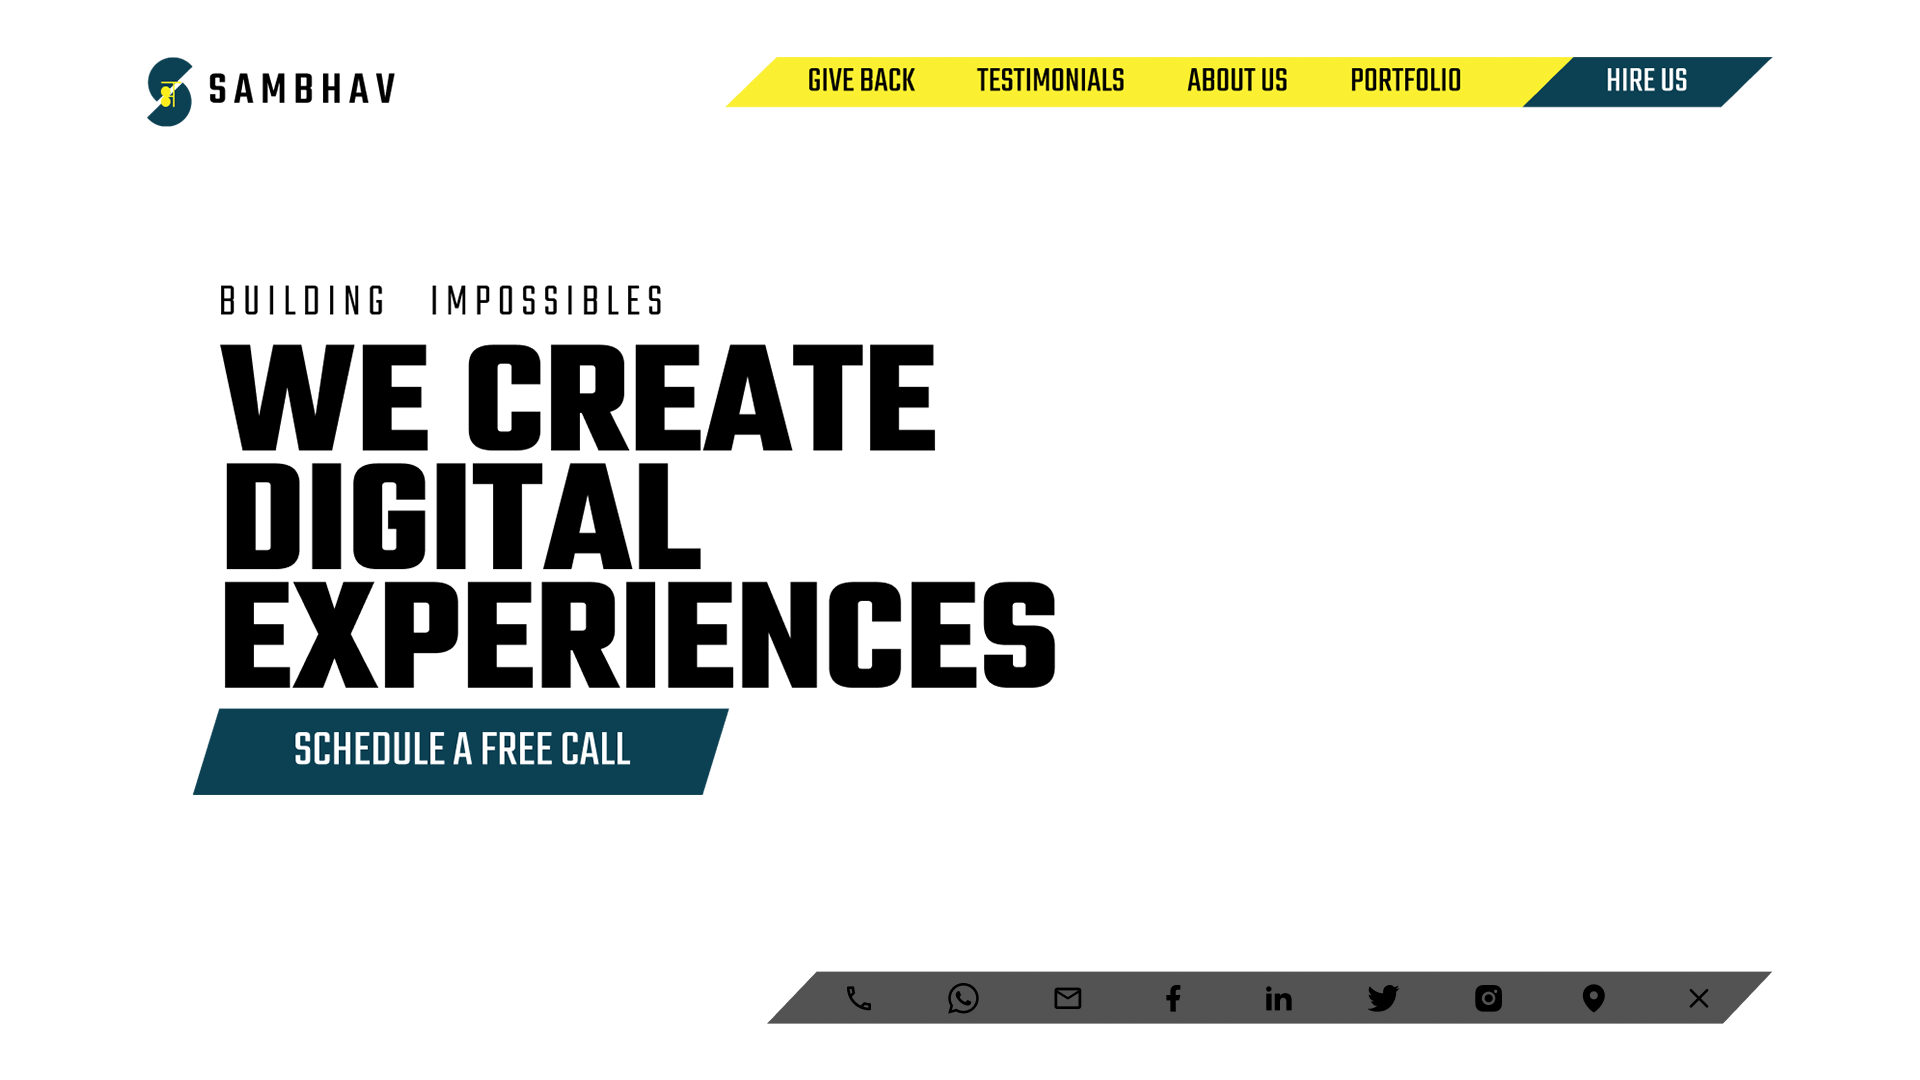 SAMBHAV
GIVE BACK TESTIMONIALS ABOUT US PORTFOLIO HIRE US
BUILDING IMPOSSIBLES
WE CREATE
DIGITAL
EXPERIENCES
SCHEDULE A FREE CALL